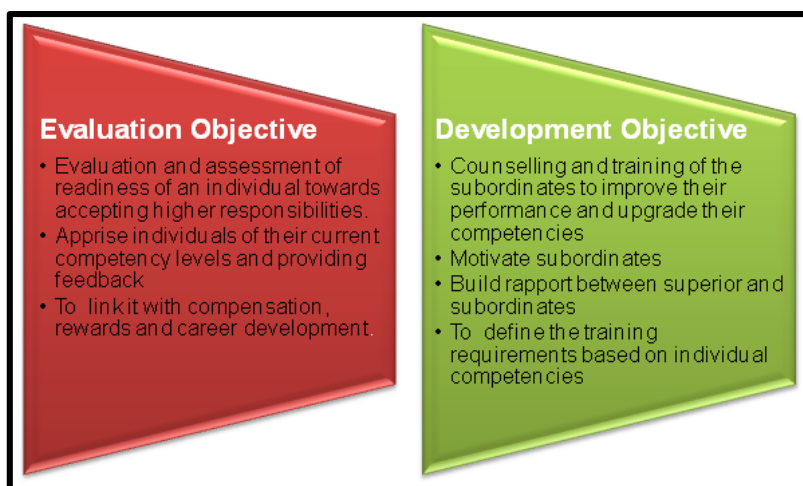 Evaluation Objective
• Evaluation and assessment of
readiness of an individual towards
accepting higher responsibilities.
• Apprise individuals of their current
competency levels and providing
feedback
• To link it with compensation,
rewards and career development.
Development Objective
• Counselling and training of the
subordinates to improve their
performance and upgrade their
competencies
• Motivate subordinates
• Build rapport between superior and
subordinates
• To define the training
requirements based on individual
competencies